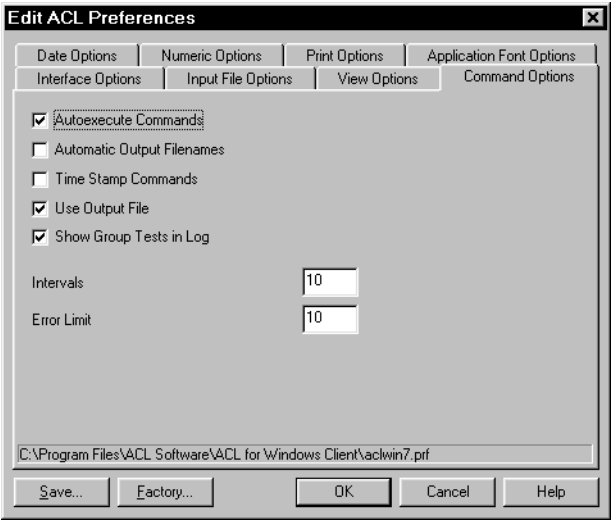 Edit ACL Preferences
Date Options Numeric Options Print Options Application Font Options
Interface Options Input File Options View Options Command Options
Autoexecute Commands
Automatic Output Filenames
Time Stamp Commands
Use Output File
Show Group Tests in Log
Intervals 10
Error Limit 10
C:\Program Files\ACL Software\ACL for Windows Client\aclwin7.prf
Save... Factory... OK Cancel Help